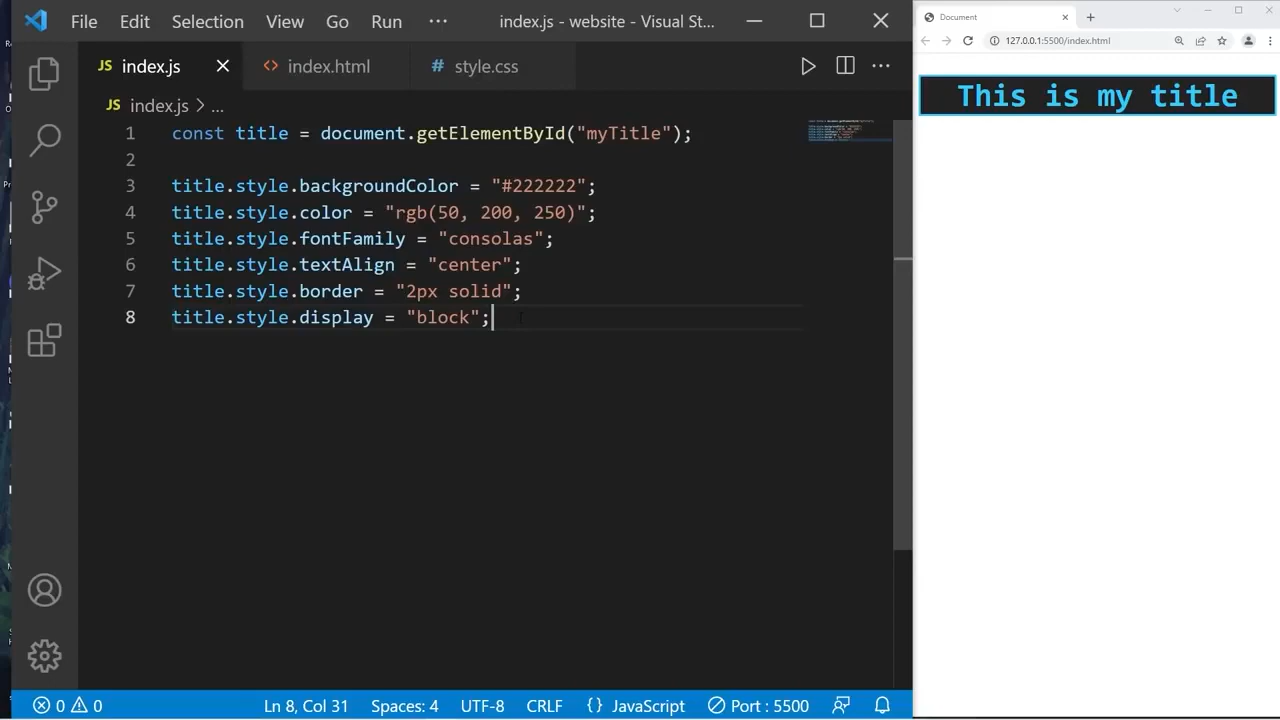 File Edit Selection View Go Run ··· index.js - website - Visual St...
JS index.js <> index.html # style.css
JS index.js > ...
1 const title = document.getElementById("myTitle");
2
3 title.style.backgroundColor = "#222222";
4 title.style.color = "rgb(50, 200, 250)";
5 title.style.fontFamily = "consolas";
6 title.style.textAlign = "center";
7 title.style.border = "2px solid";
8 title.style.display = "block";
0 0 Ln 8, Col 31 Spaces: 4 UTF-8 CRLF {} JavaScript Port : 5500
Document
127.0.0.1:5500/index.html
This is my title